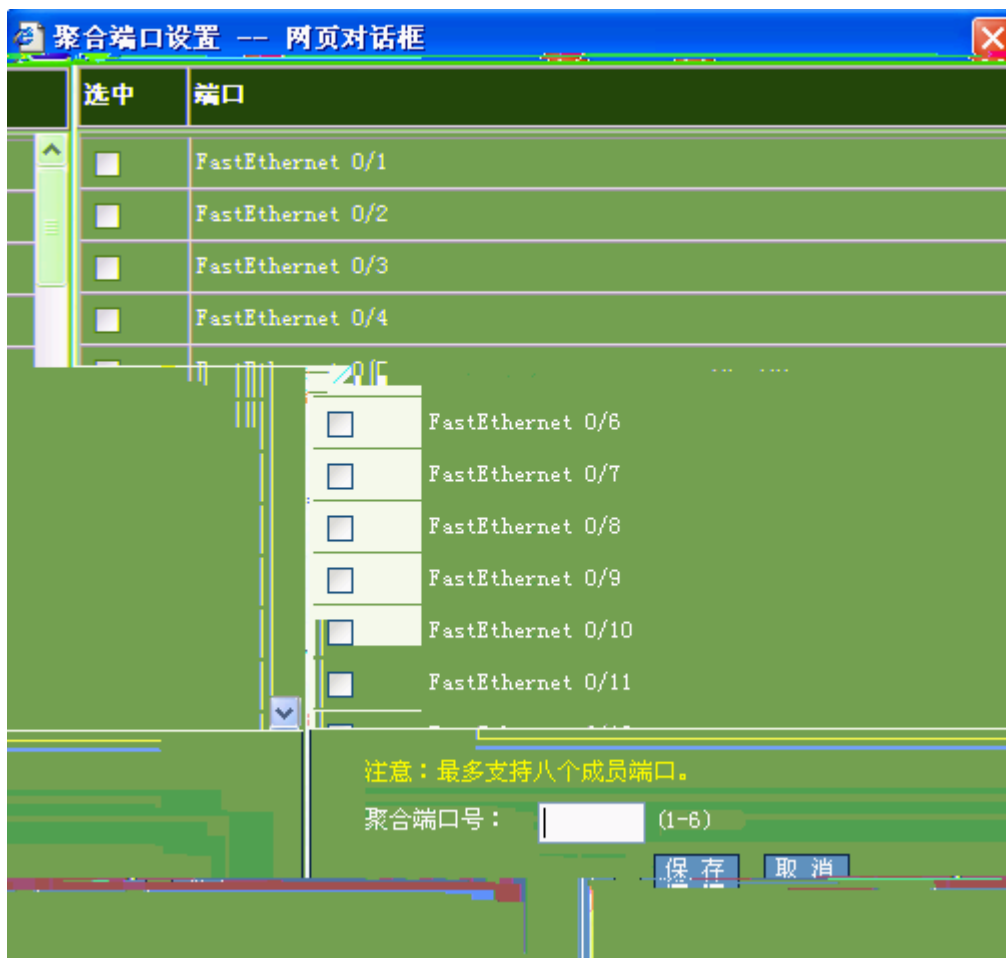 聚合端口设置 -- 网页对话框
选中 端口
FastEthernet 0/1
FastEthernet 0/2
FastEthernet 0/3
FastEthernet 0/4
FastEthernet 0/6
FastEthernet 0/7
FastEthernet 0/8
FastEthernet 0/9
FastEthernet 0/10
FastEthernet 0/11
注意：最多支持八个成员端口。
聚合端口号： (1-6)
保存 取消